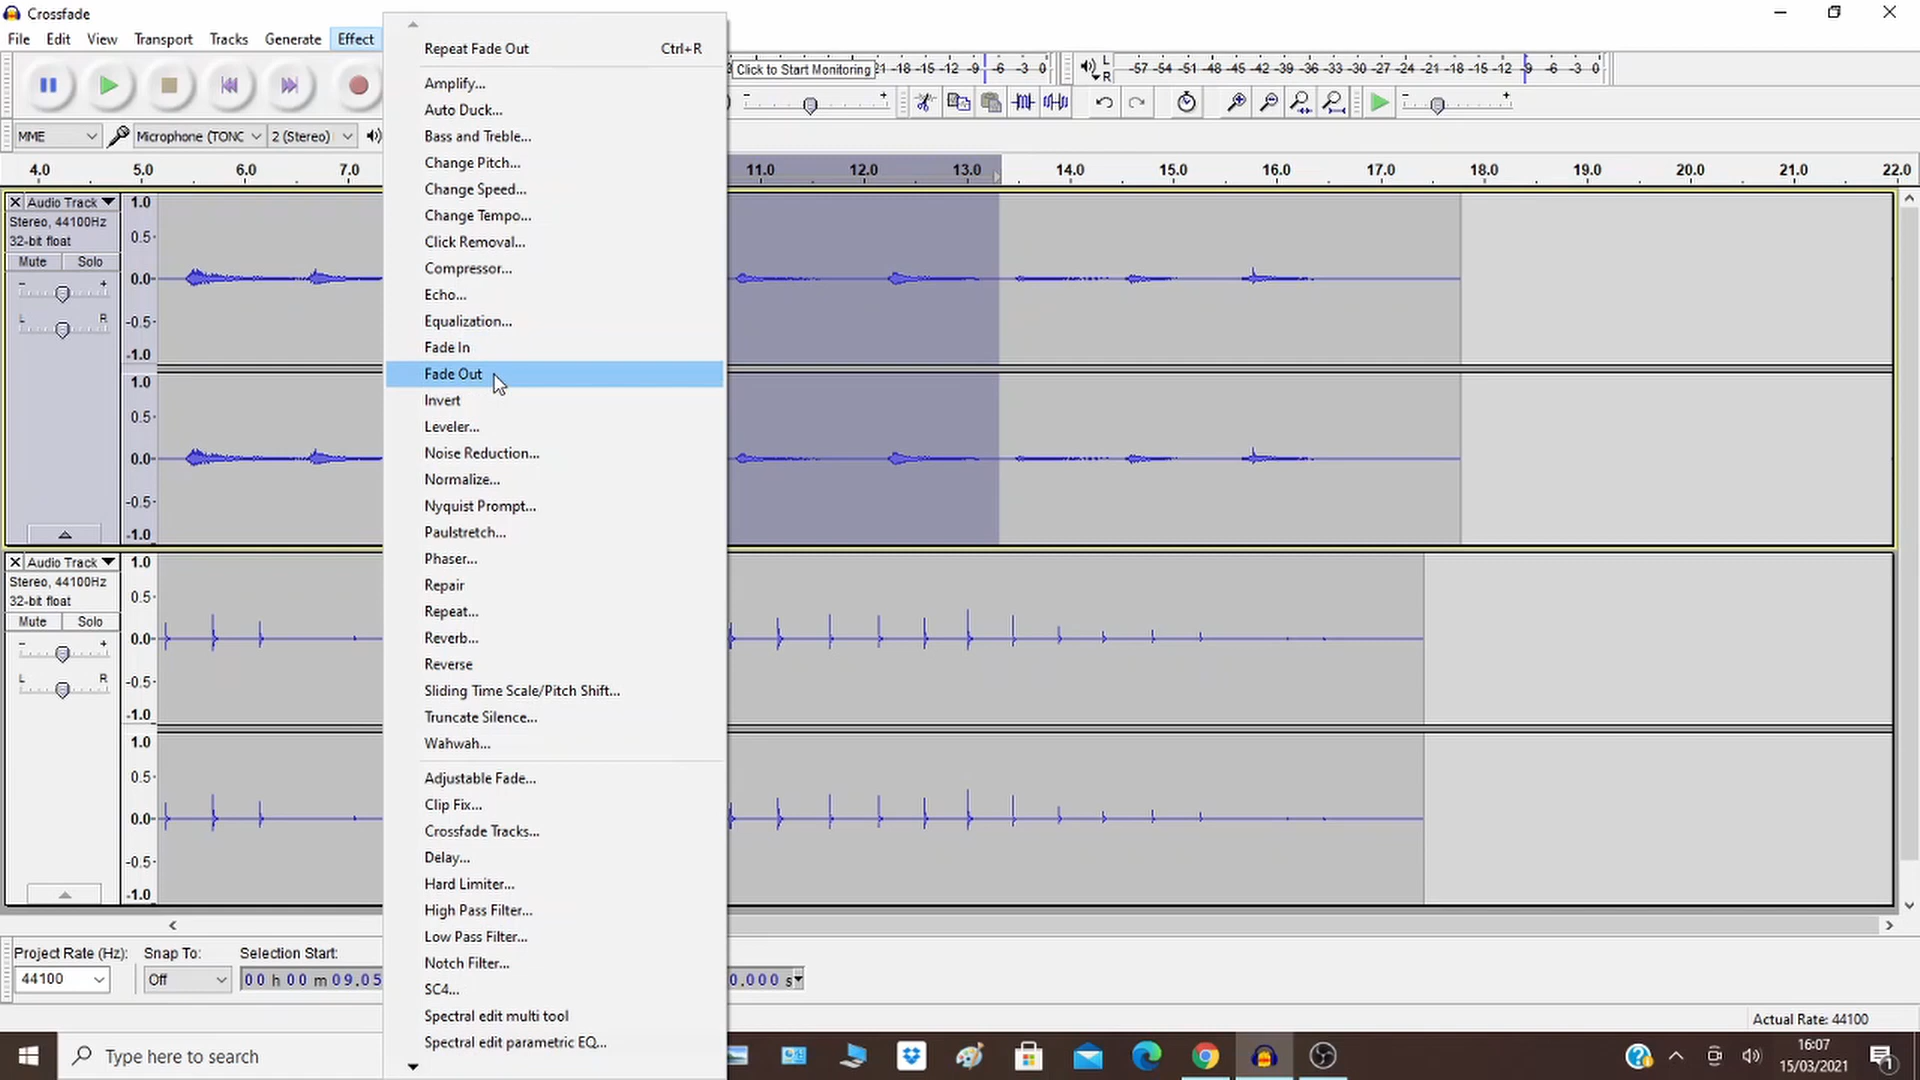 Crossfade
File Edit View Transport Tracks Generate Effect
Repeat Fade Out Ctrl+R
Amplify...
Auto Duck...
Bass and Treble...
Change Pitch...
Change Speed...
Change Tempo...
Click Removal...
Compressor...
Echo...
Equalization...
Fade In
Fade Out
Invert
Leveler...
Noise Reduction...
Normalize...
Nyquist Prompt...
Paulstretch...
Phaser...
Repair
Repeat...
Reverb...
Reverse
Sliding Time Scale/Pitch Shift...
Truncate Silence...
Wahwah...
Adjustable Fade...
Clip Fix...
Crossfade Tracks...
Delay...
Hard Limiter...
High Pass Filter...
Low Pass Filter...
Notch Filter...
SC4...
Spectral edit multi tool
Spectral edit parametric EQ...
Click to Start Monitoring -18 -15 -12 -9 -6 -3 0
L
R
-57 -54 -51 -48 -45 -42 -39 -36 -33 -30 -27 -24 -21 -18 -15 -12 -9 -6 -3 0
MME Microphone (TONC 2 (Stereo)
4.0 5.0 6.0 7.0 11.0 12.0 13.0 14.0 15.0 16.0 17.0 18.0 19.0 20.0 21.0 22.0
Audio Track
Stereo, 44100Hz
32-bit float
Mute Solo
- +
L R
1.0
0.5
0.0
-0.5
-1.0
1.0
0.5
0.0
-0.5
-1.0
Audio Track
Stereo, 44100Hz
32-bit float
Mute Solo
- +
L R
1.0
0.5
0.0
-0.5
-1.0
1.0
0.5
0.0
-0.5
-1.0
Project Rate (Hz): Snap To: Selection Start:
44100 Off 00 h 00 m 09.05 0.000 s
Actual Rate: 44100
Type here to search
16:07
15/03/2021
1